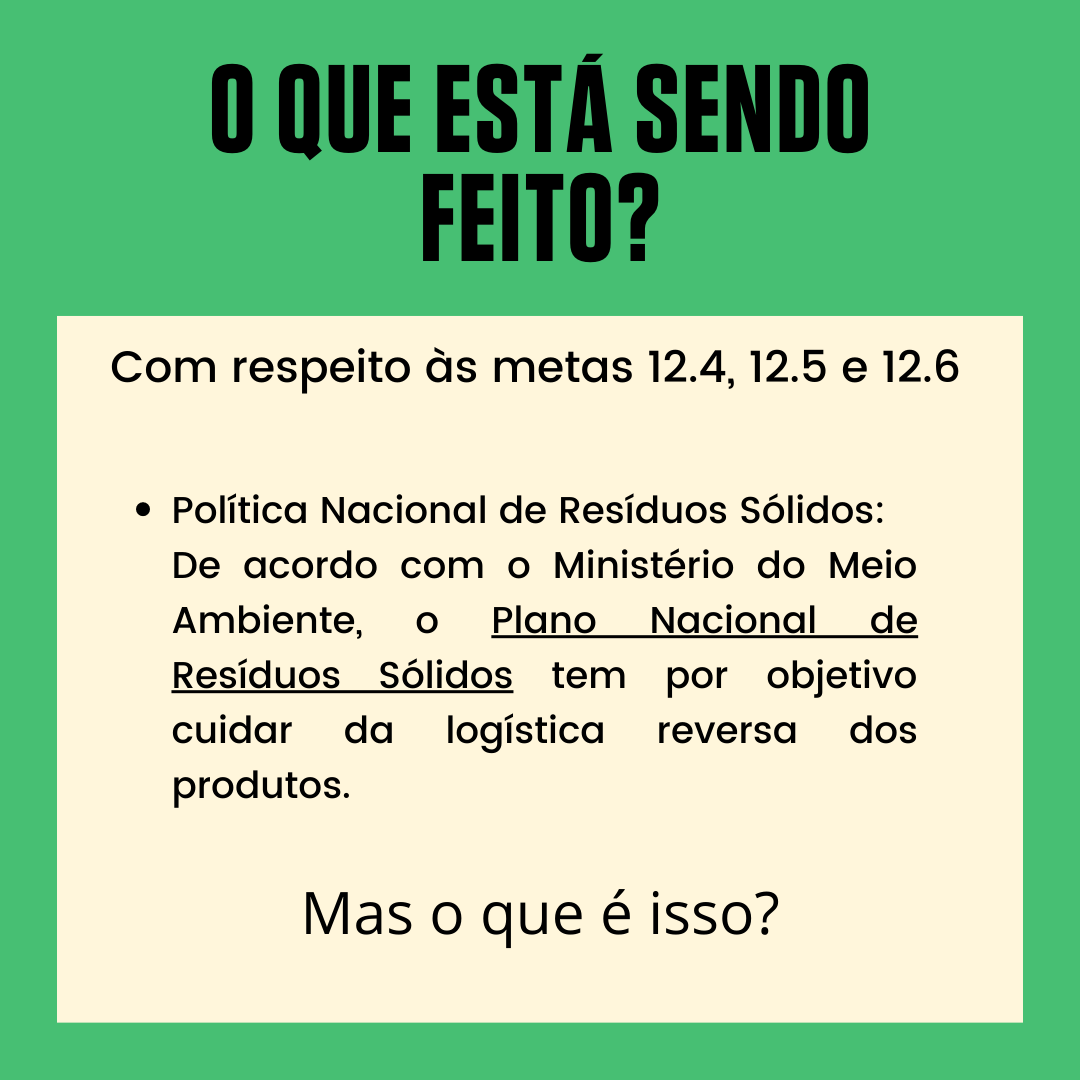 O QUE ESTÁ SENDO
FEITO?
Com respeito às metas 12.4, 12.5 e 12.6
• Política Nacional de Resíduos Sólidos:
De acordo com o Ministério do Meio
Ambiente, o Plano Nacional de
Resíduos Sólidos tem por objetivo
cuidar da logística reversa dos
produtos.
Mas o que é isso?